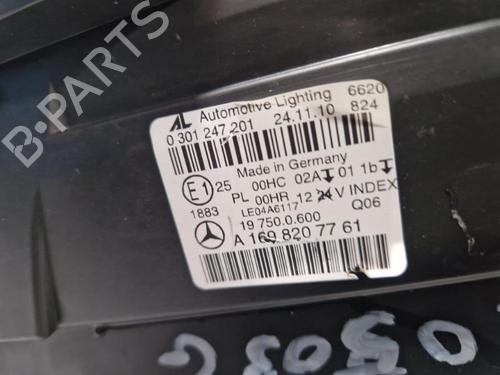 B-PARTS
AL Automotive Lighting 6620
0 301 247 201 24.11.10 824
Made in Germany
E1 25 00HC 02A 01 1b
PL 00HR 12 24 V INDEX
1883 LE04A6117 Q06
19 750.0.600
A 169 820 77 61